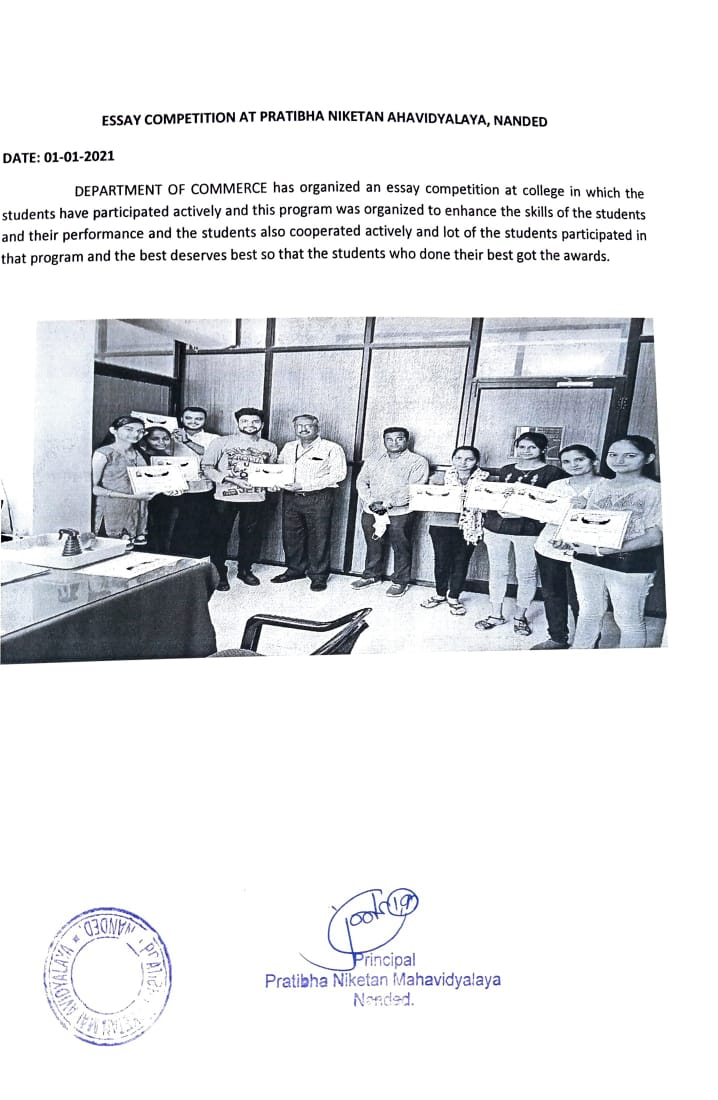 ESSAY COMPETITION AT PRATIBHA NIKETAN AHAVIDYALAYA, NANDED
DATE: 01-01-2021
DEPARTMENT OF COMMERCE has organized an essay competition at college in which the
students have participated actively and this program was organized to enhance the skills of the students
and their performance and the students also cooperated actively and lot of the students participated in
that program and the best deserves best so that the students who done their best got the awards.
Principal
Pratibha Niketan Mahavidyalaya
Nanded.
NANDED.